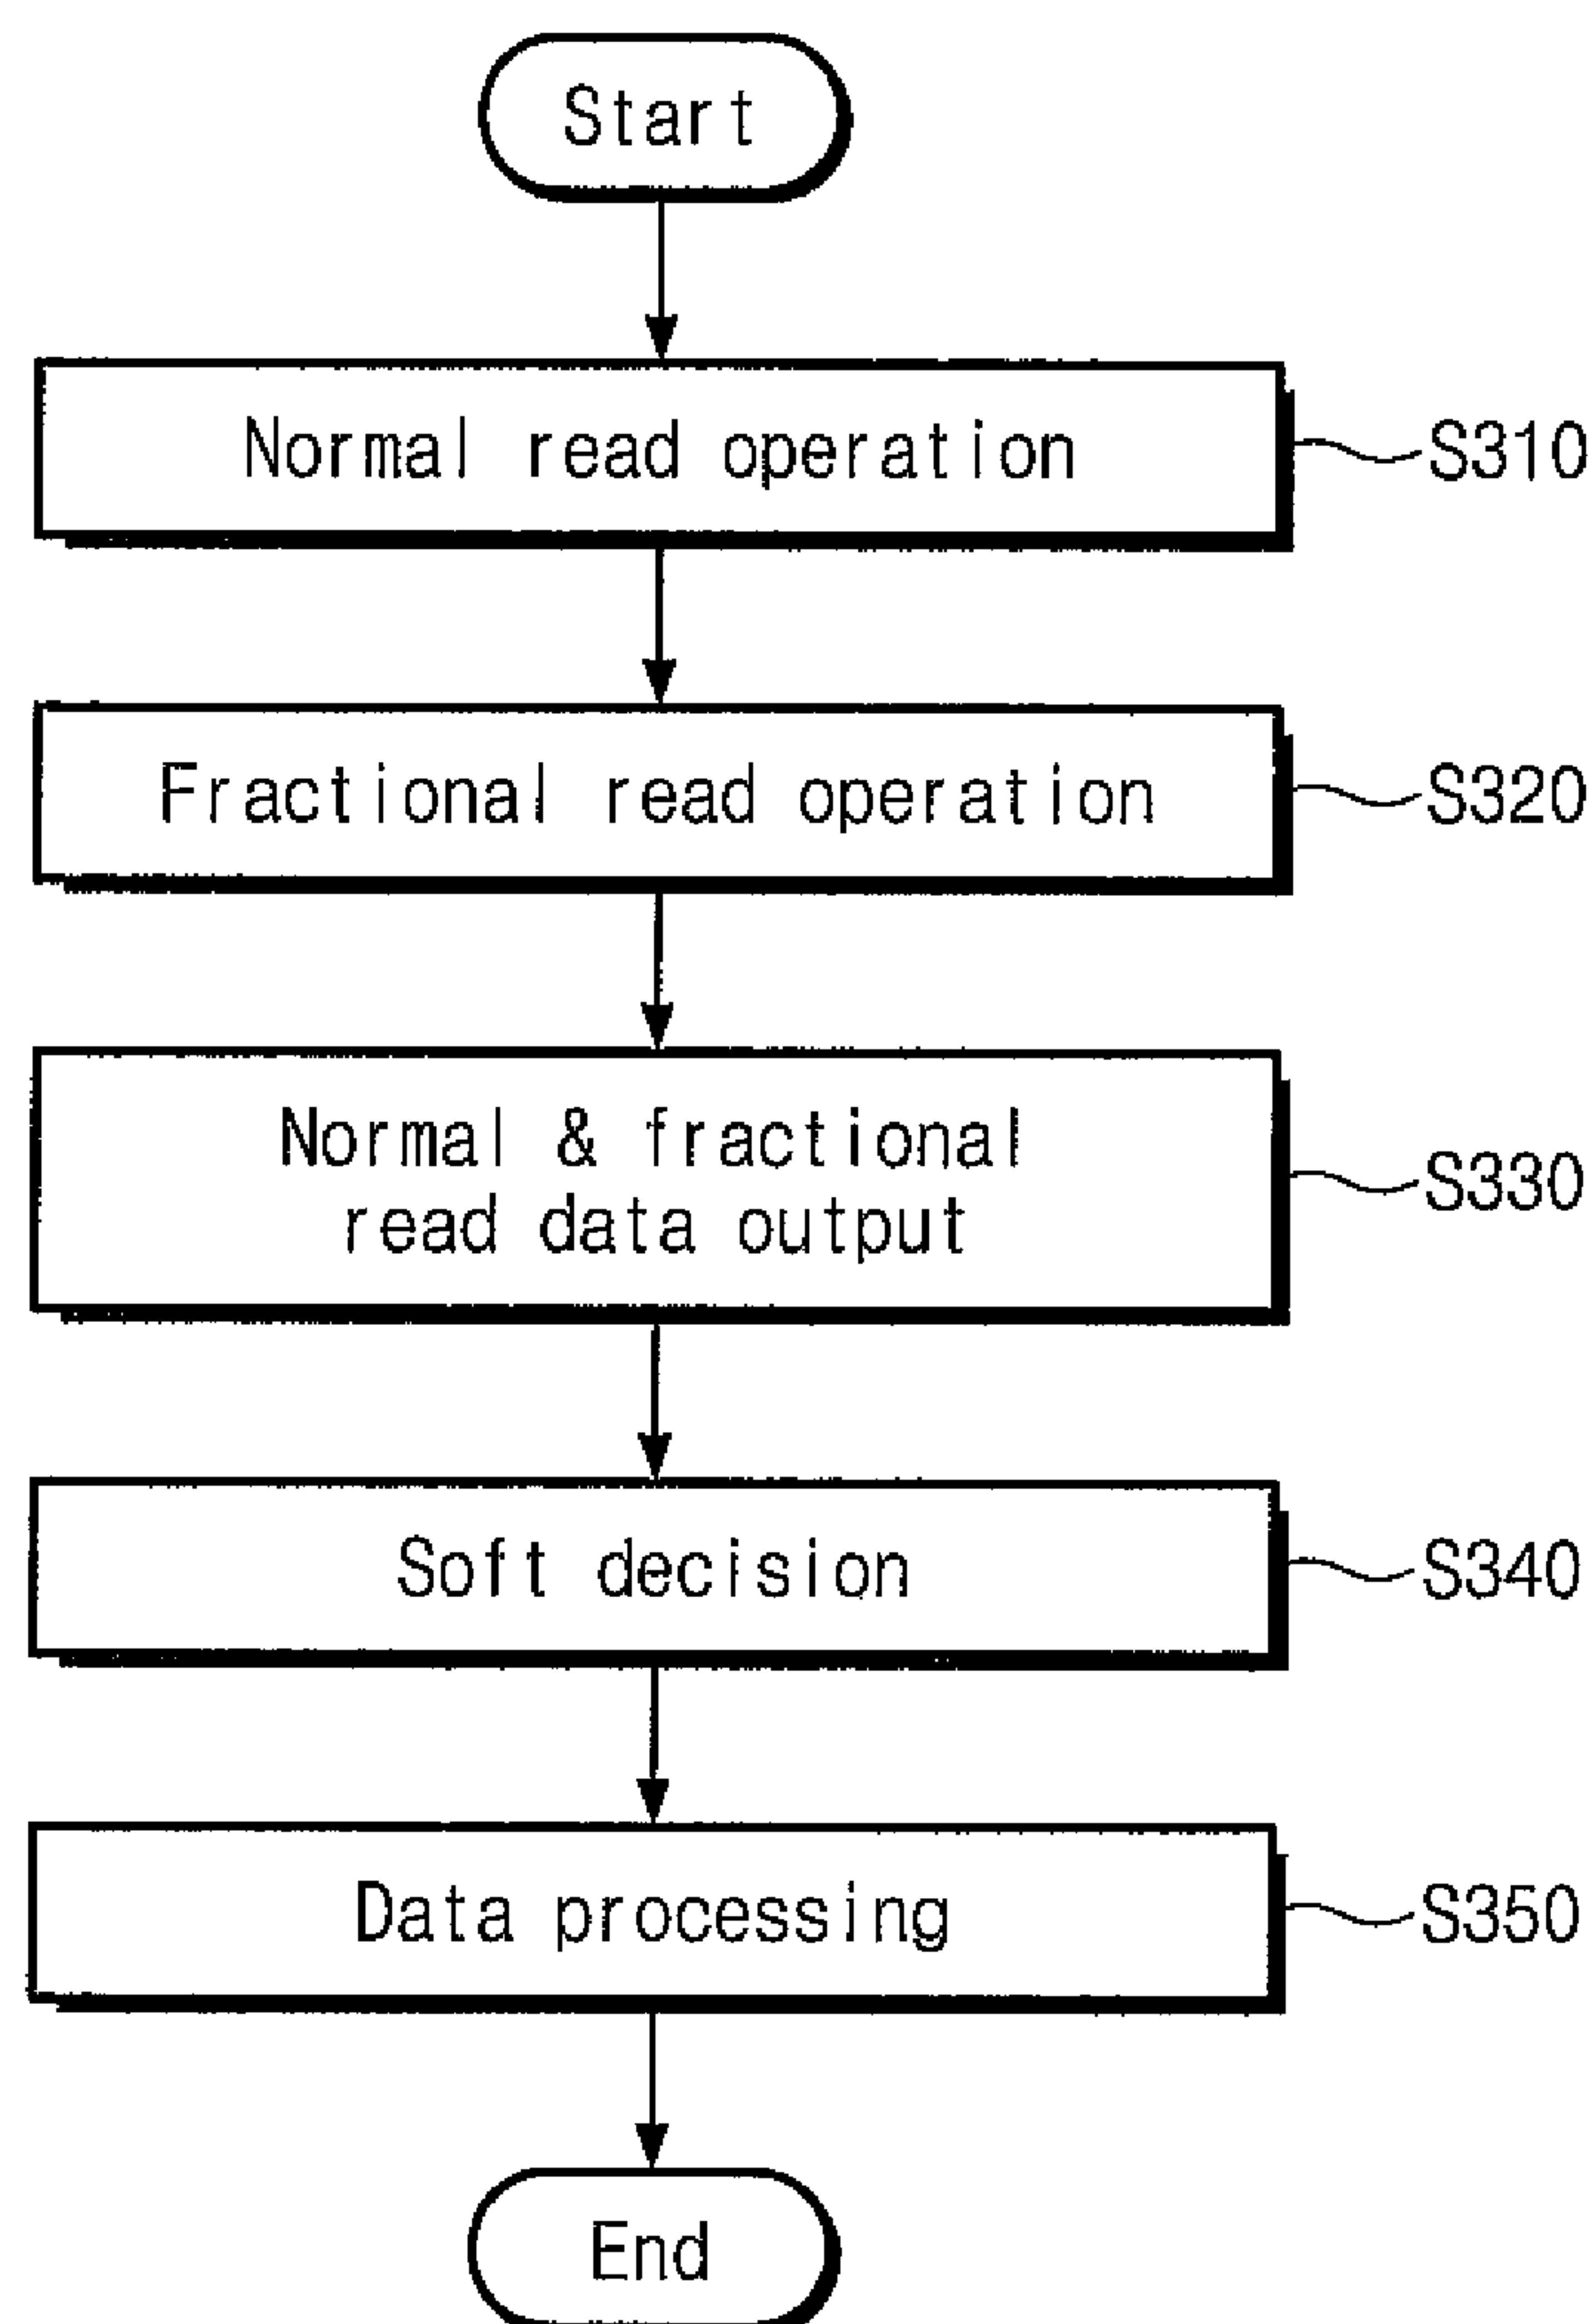 Start
Normal read operation
S310
Fractional read operation
S320
Normal & fractional
read data output
S330
Soft decision
S340
Data processing
S350
End